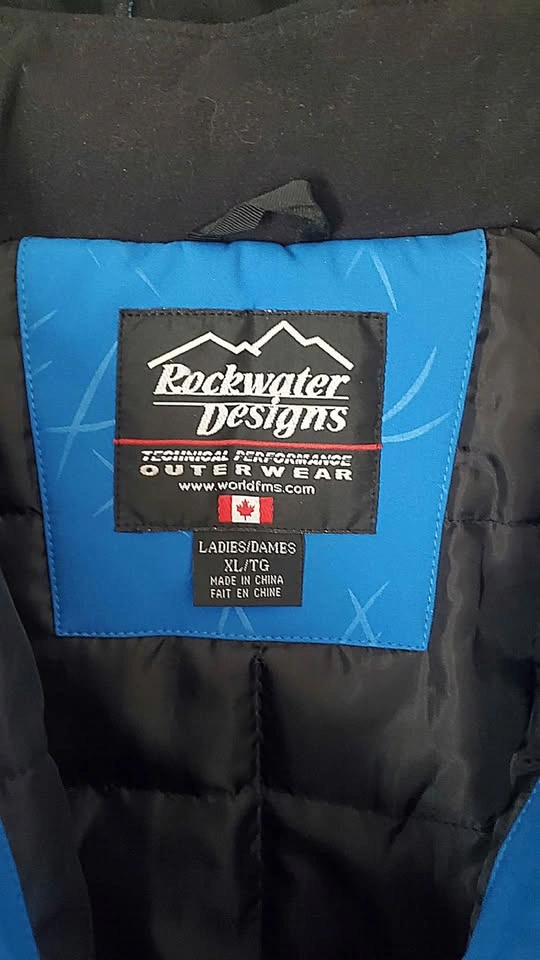 Rockwater
Designs
TECHNICAL PERFORMANCE
OUTERWEAR
www.worldfms.com
LADIES/DAMES
XL/TG
MADE IN CHINA
FAIT EN CHINE